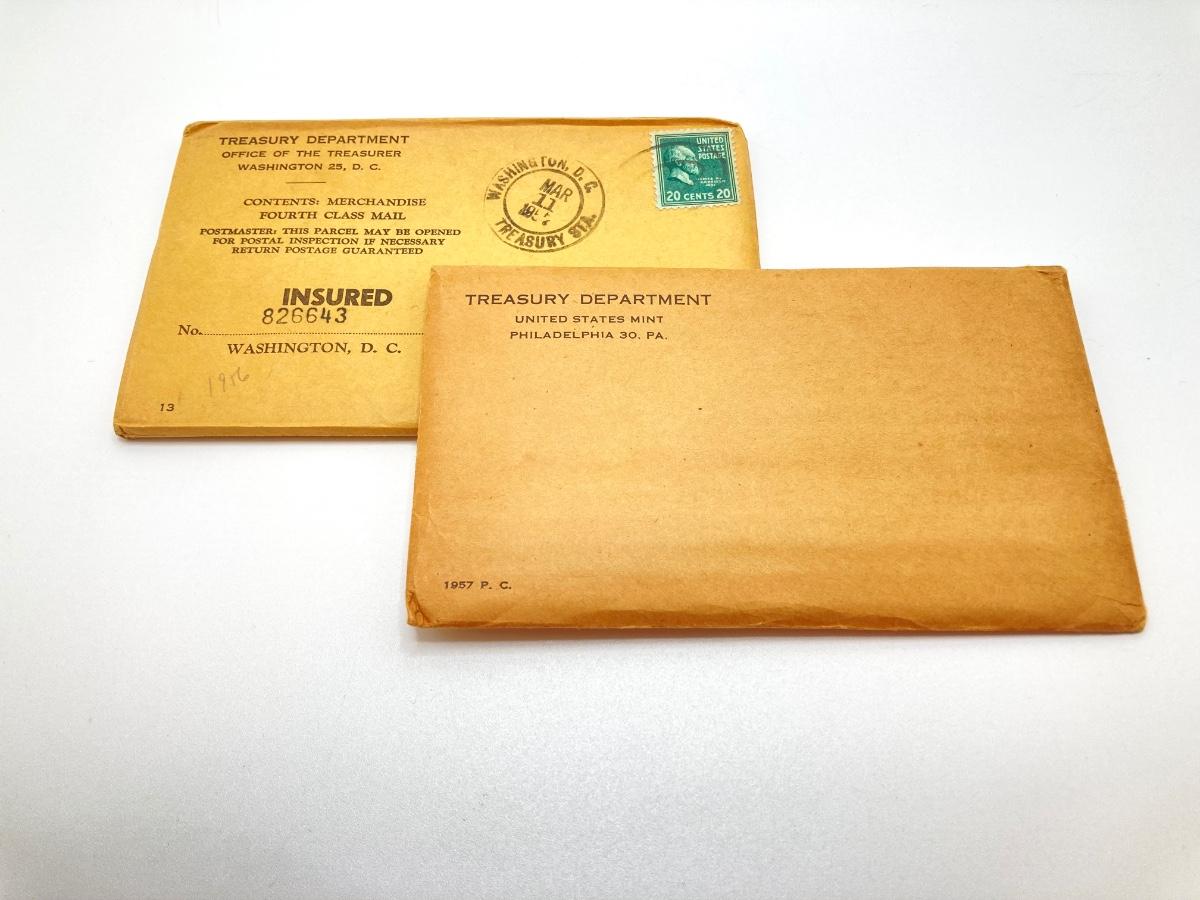 TREASURY DEPARTMENT
OFFICE OF THE TREASURER
WASHINGTON 25, D. C.
CONTENTS: MERCHANDISE
FOURTH CLASS MAIL
POSTMASTER: THIS PARCEL MAY BE OPENED
FOR POSTAL INSPECTION IF NECESSARY
RETURN POSTAGE GUARANTEED
INSURED
826643
No.
WASHINGTON, D. C.
1956
13
WASHINGTON, D. C.
MAR
11
1957
TREASURY STA.
UNITED
STATES
POSTAGE
20 CENTS 20
TREASURY DEPARTMENT
UNITED STATES MINT
PHILADELPHIA 30, PA.
1957 P. C.